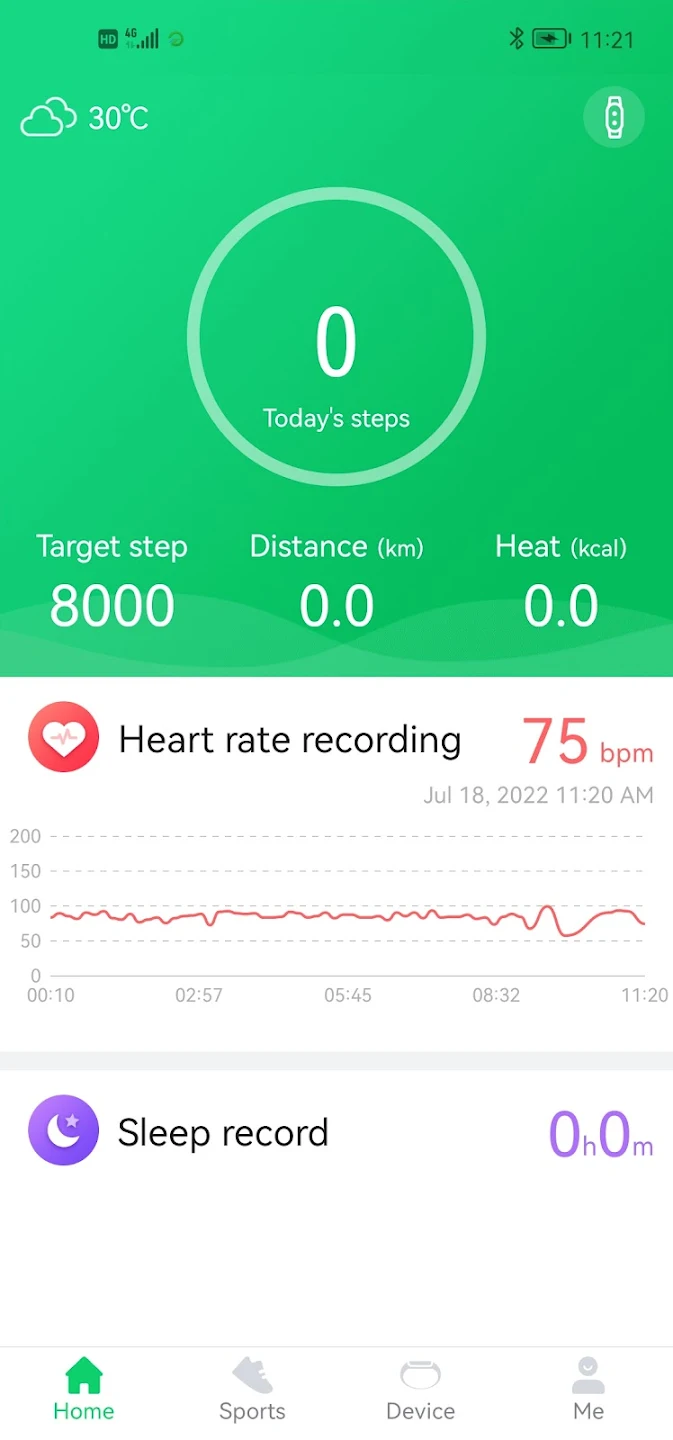 HD 4G 11:21
30℃
0
Today's steps
Target step Distance (km) Heat (kcal)
8000 0.0 0.0
Heart rate recording 75 bpm
Jul 18, 2022 11:20 AM
200
150
100
50
0
00:10 02:57 05:45 08:32 11:20
Sleep record 0h0m
Home Sports Device Me